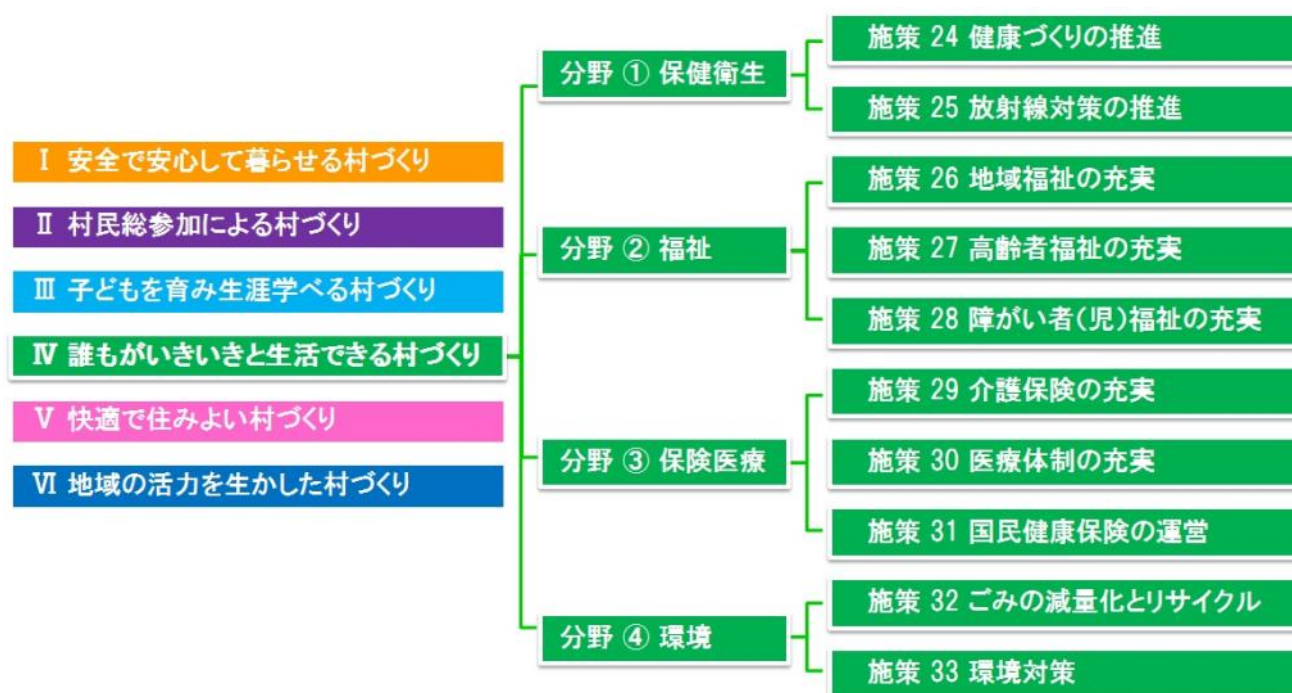 Ⅰ 安全で安心して暮らせる村づくり
Ⅱ 村民総参加による村づくり
Ⅲ 子どもを育み生涯学べる村づくり
Ⅳ 誰もがいきいきと生活できる村づくり
Ⅴ 快適で住みよい村づくり
Ⅵ 地域の活力を生かした村づくり
分野 ① 保健衛生
施策 24 健康づくりの推進
施策 25 放射線対策の推進
分野 ② 福祉
施策 26 地域福祉の充実
施策 27 高齢者福祉の充実
施策 28 障がい者(児)福祉の充実
分野 ③ 保険医療
施策 29 介護保険の充実
施策 30 医療体制の充実
施策 31 国民健康保険の運営
分野 ④ 環境
施策 32 ごみの減量化とリサイクル
施策 33 環境対策